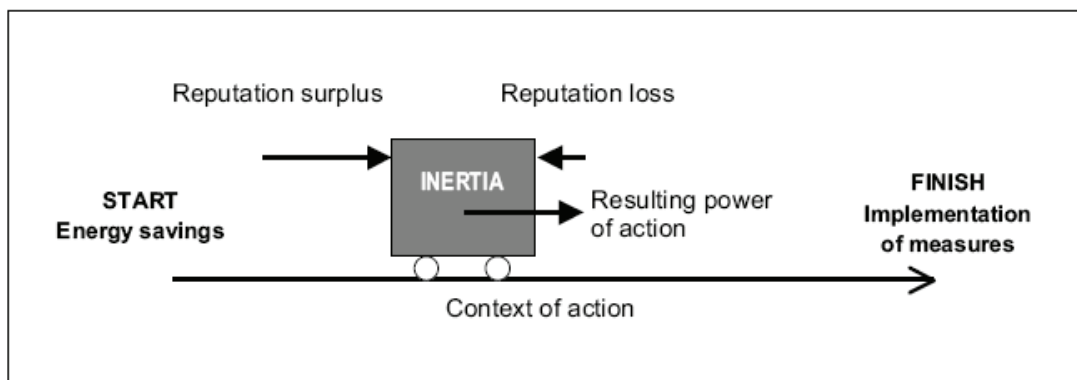 Reputation surplus
Reputation loss
INERTIA
START
Energy savings
Resulting power
of action
FINISH
Implementation
of measures
Context of action